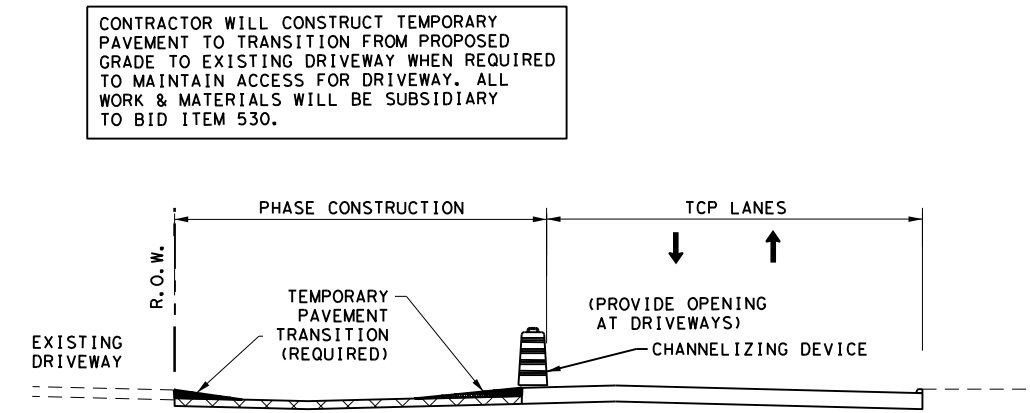 CONTRACTOR WILL CONSTRUCT TEMPORARY
PAVEMENT TO TRANSITION FROM PROPOSED
GRADE TO EXISTING DRIVEWAY WHEN REQUIRED
TO MAINTAIN ACCESS FOR DRIVEWAY. ALL
WORK & MATERIALS WILL BE SUBSIDIARY
TO BID ITEM 530.
PHASE CONSTRUCTION
TCP LANES
R.O.W.
TEMPORARY
PAVEMENT
TRANSITION
(REQUIRED)
(PROVIDE OPENING
AT DRIVEWAYS)
CHANNELIZING DEVICE
EXISTING
DRIVEWAY